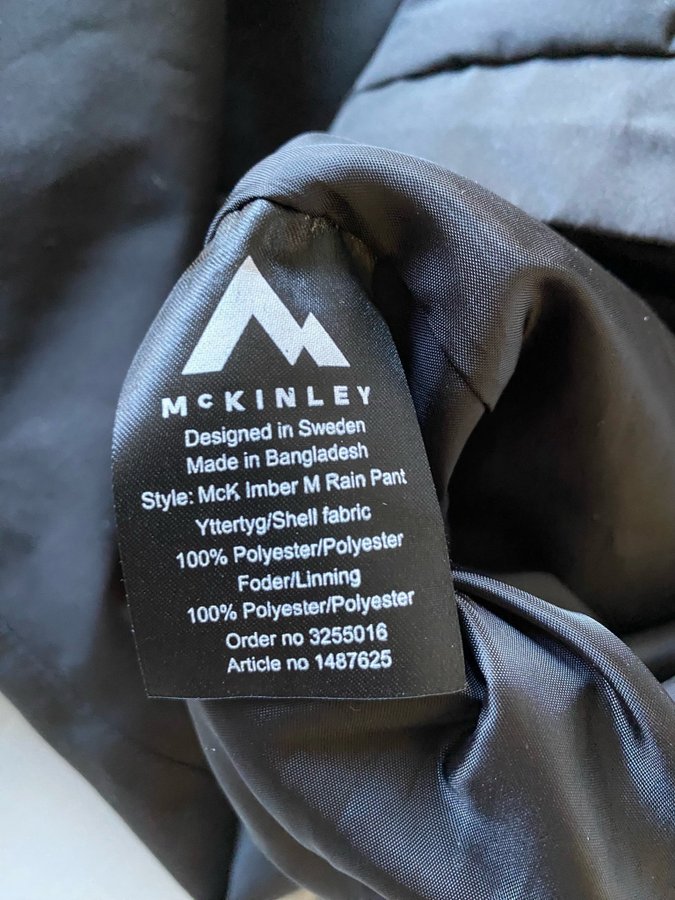 McKINLEY
Designed in Sweden
Made in Bangladesh
Style: McK Imber M Rain Pant
Yttertyg/Shell fabric
100% Polyester/Polyester
Foder/Linning
100% Polyester/Polyester
Order no 3255016
Article no 1487625